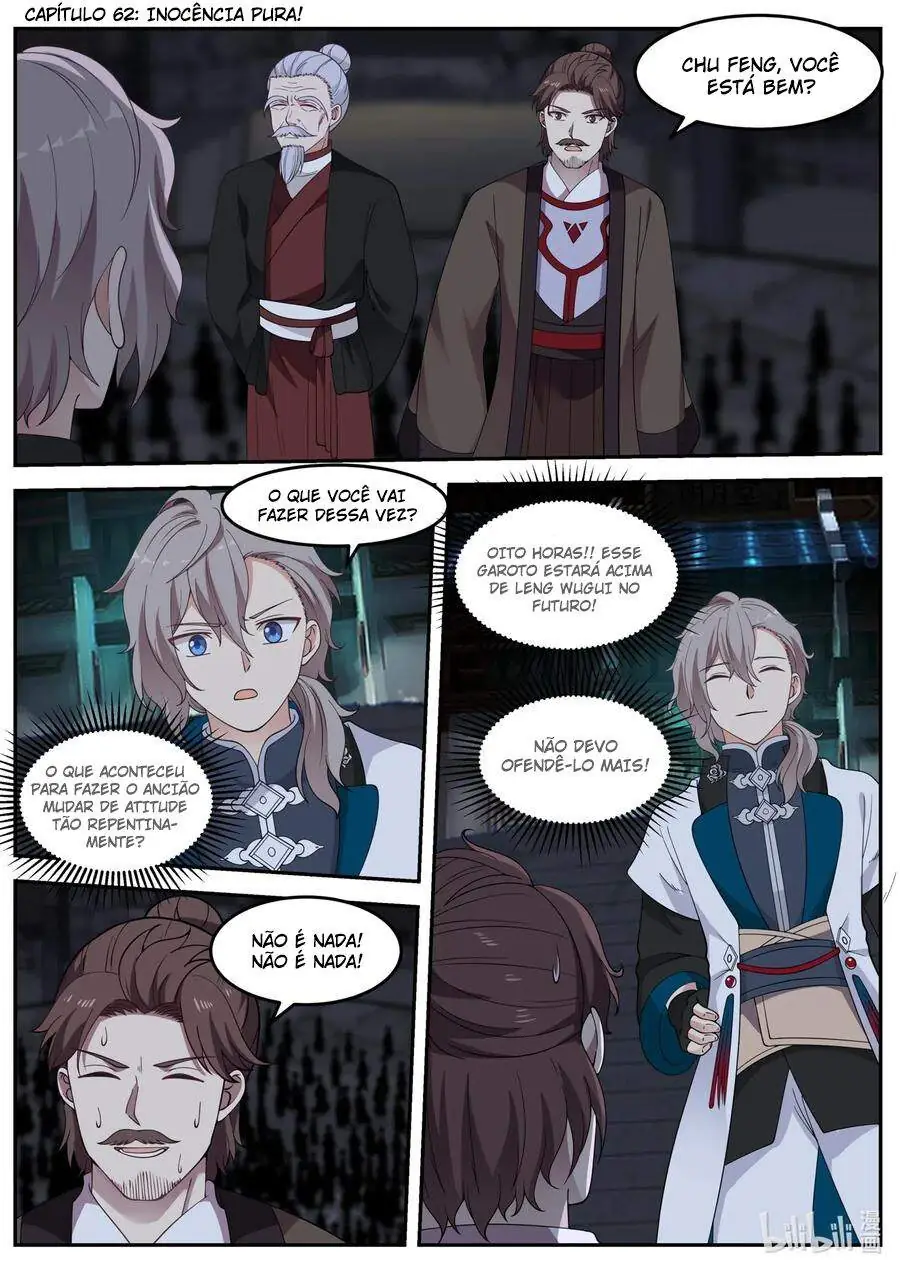 CAPÍTULO 62: INOCÊNCIA PURA!
CHU FENG, VOCÊ
ESTÁ BEM?
O QUE VOCÊ VAI
FAZER DESSA VEZ?
O QUE ACONTECEU
PARA FAZER O ANCIÃO
MUDAR DE ATITUDE
TÃO REPENTINA-
MENTE?
OITO HORAS!! ESSE
GAROTO ESTARÁ ACIMA
DE LENG WUGUI NO
FUTURO!
NÃO DEVO
OFENDÊ-LO MAIS!
NÃO É NADA!
NÃO É NADA!
bilibili 漫画